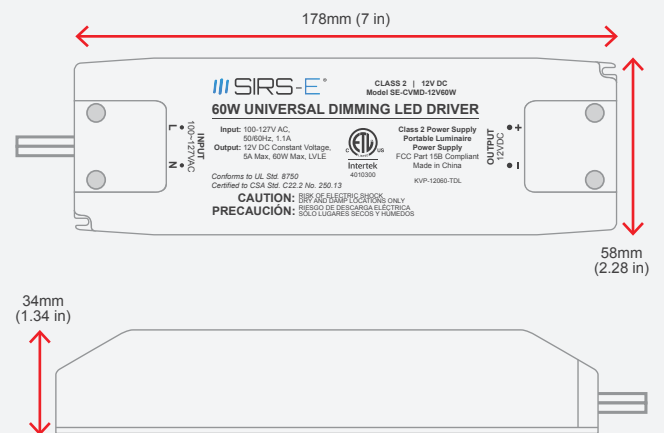 178mm (7 in)
SIRS-E®
CLASS 2 | 12V DC
Model SE-CVMD-12V60W
60W UNIVERSAL DIMMING LED DRIVER
Input: 100-127V AC,
50/60Hz, 1.1A
Output: 12V DC Constant Voltage,
5A Max, 60W Max, LVLE
Conforms to UL Std. 8750
Certified to CSA Std. C22.2 No. 250.13
C ETL US
Intertek
4010300
Class 2 Power Supply
Portable Luminaire
Power Supply
FCC Part 15B Compliant
Made in China
KVP-12060-TDL
CAUTION: RISK OF ELECTRIC SHOCK
DRY AND DAMP LOCATIONS ONLY
PRECAUCIÓN: RIESGO DE DESCARGA ELÉCTRICA
SÓLO LUGARES SECOS Y HÚMEDOS
INPUT
100~127VAC
L
N
OUTPUT
12VDC
+
-
58mm
(2.28 in)
34mm
(1.34 in)